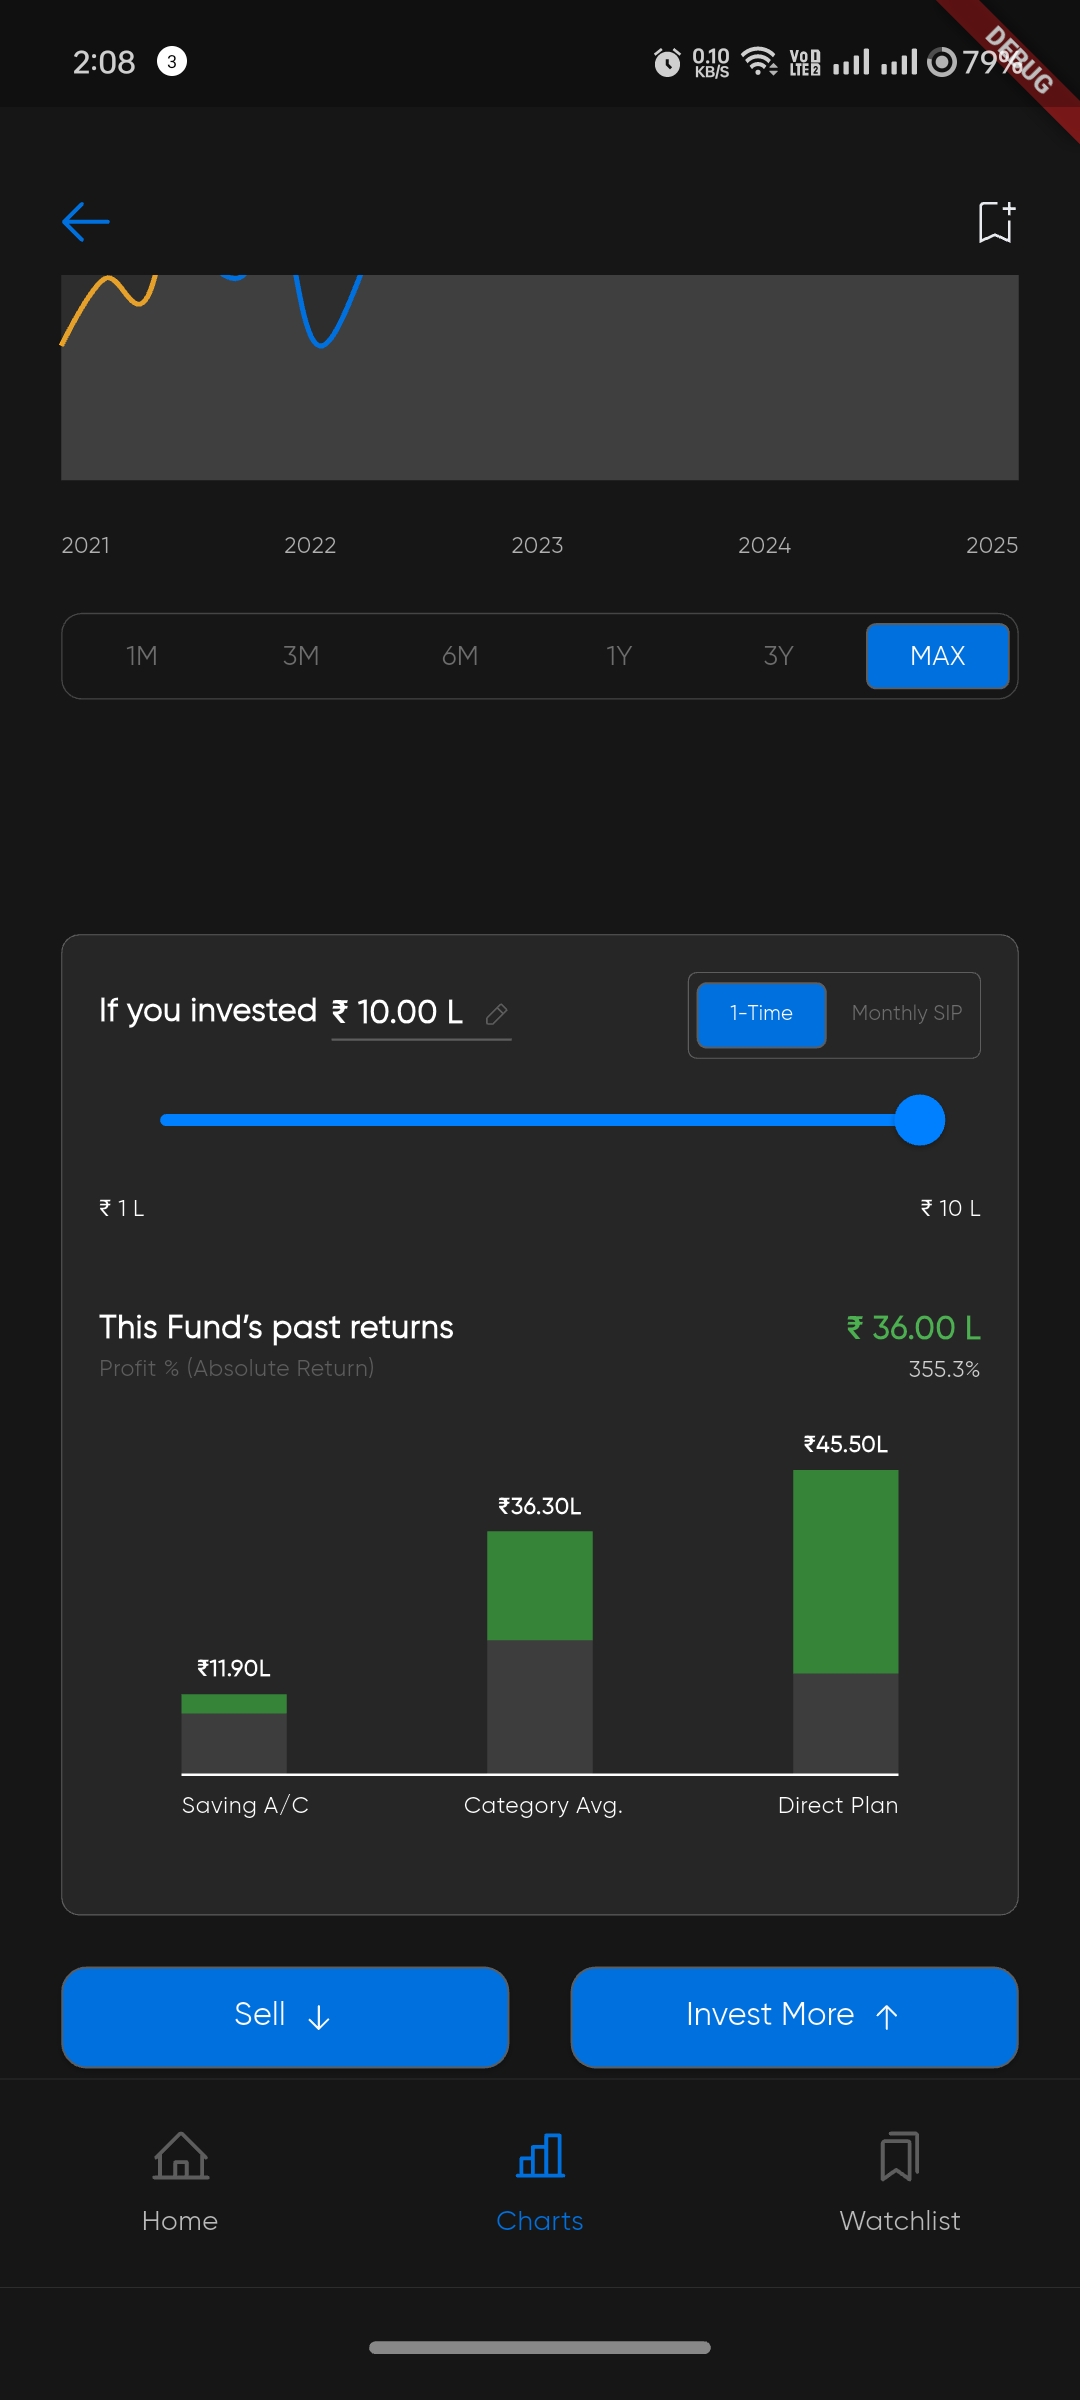 2:08 3 0.10 KB/S VoD LTE2 79%
DEBUG
2021 2022 2023 2024 2025
1M 3M 6M 1Y 3Y MAX
If you invested ₹ 10.00 L 1-Time Monthly SIP
₹ 1 L ₹ 10 L
This Fund's past returns ₹ 36.00 L
Profit % (Absolute Return) 355.3%
₹45.50L
₹36.30L
₹11.90L
Saving A/C Category Avg. Direct Plan
Sell ↓ Invest More ↑
Home Charts Watchlist